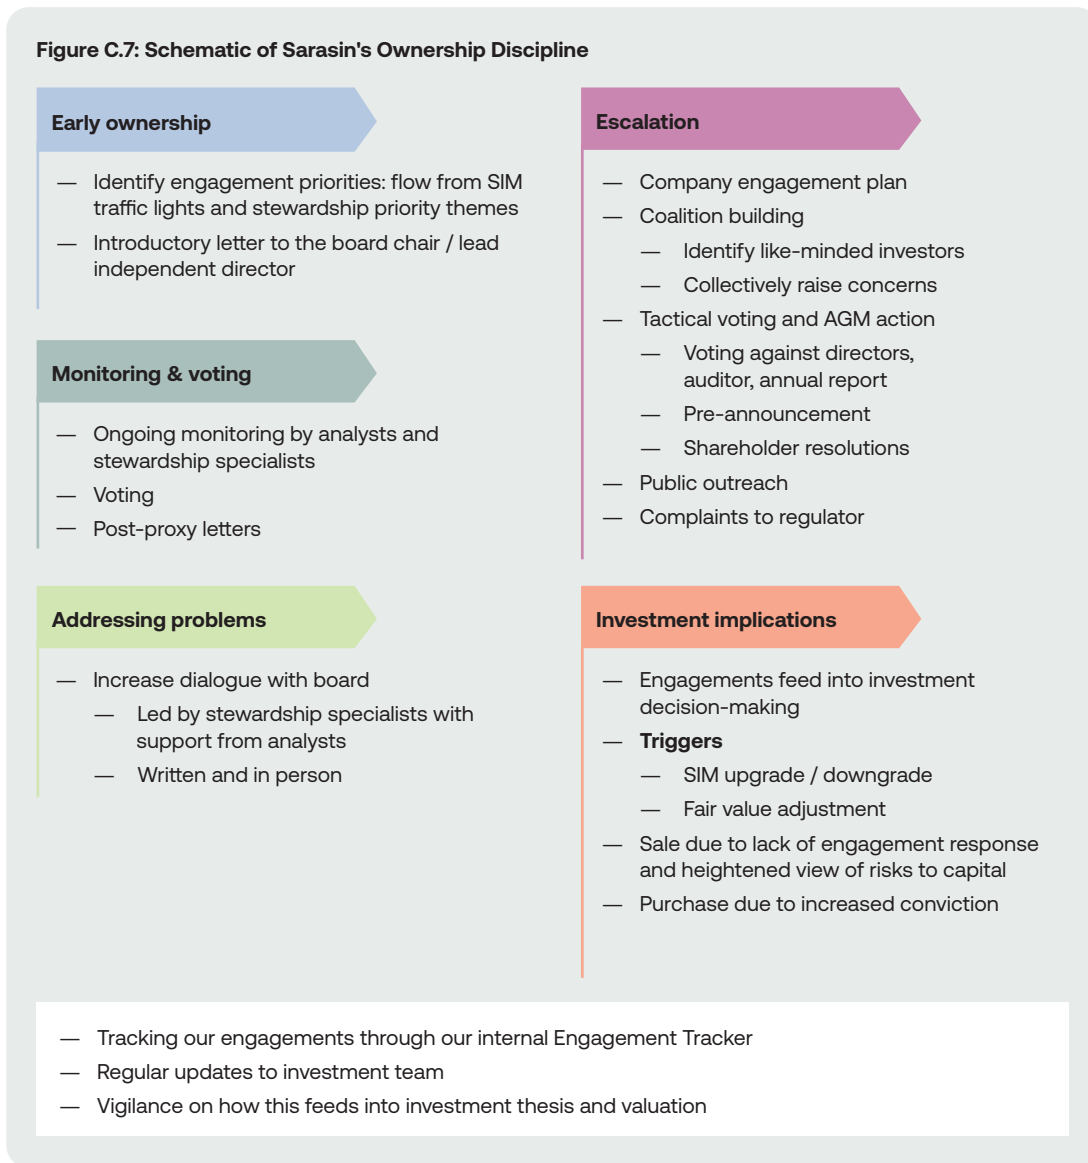 Figure C.7: Schematic of Sarasin's Ownership Discipline
Early ownership
— Identify engagement priorities: flow from SIM
traffic lights and stewardship priority themes
— Introductory letter to the board chair / lead
independent director
Monitoring & voting
— Ongoing monitoring by analysts and
stewardship specialists
— Voting
— Post-proxy letters
Addressing problems
— Increase dialogue with board
— Led by stewardship specialists with
support from analysts
— Written and in person
Escalation
— Company engagement plan
— Coalition building
— Identify like-minded investors
— Collectively raise concerns
— Tactical voting and AGM action
— Voting against directors,
auditor, annual report
— Pre-announcement
— Shareholder resolutions
— Public outreach
— Complaints to regulator
Investment implications
— Engagements feed into investment
decision-making
— Triggers
— SIM upgrade / downgrade
— Fair value adjustment
— Sale due to lack of engagement response
and heightened view of risks to capital
— Purchase due to increased conviction
— Tracking our engagements through our internal Engagement Tracker
— Regular updates to investment team
— Vigilance on how this feeds into investment thesis and valuation